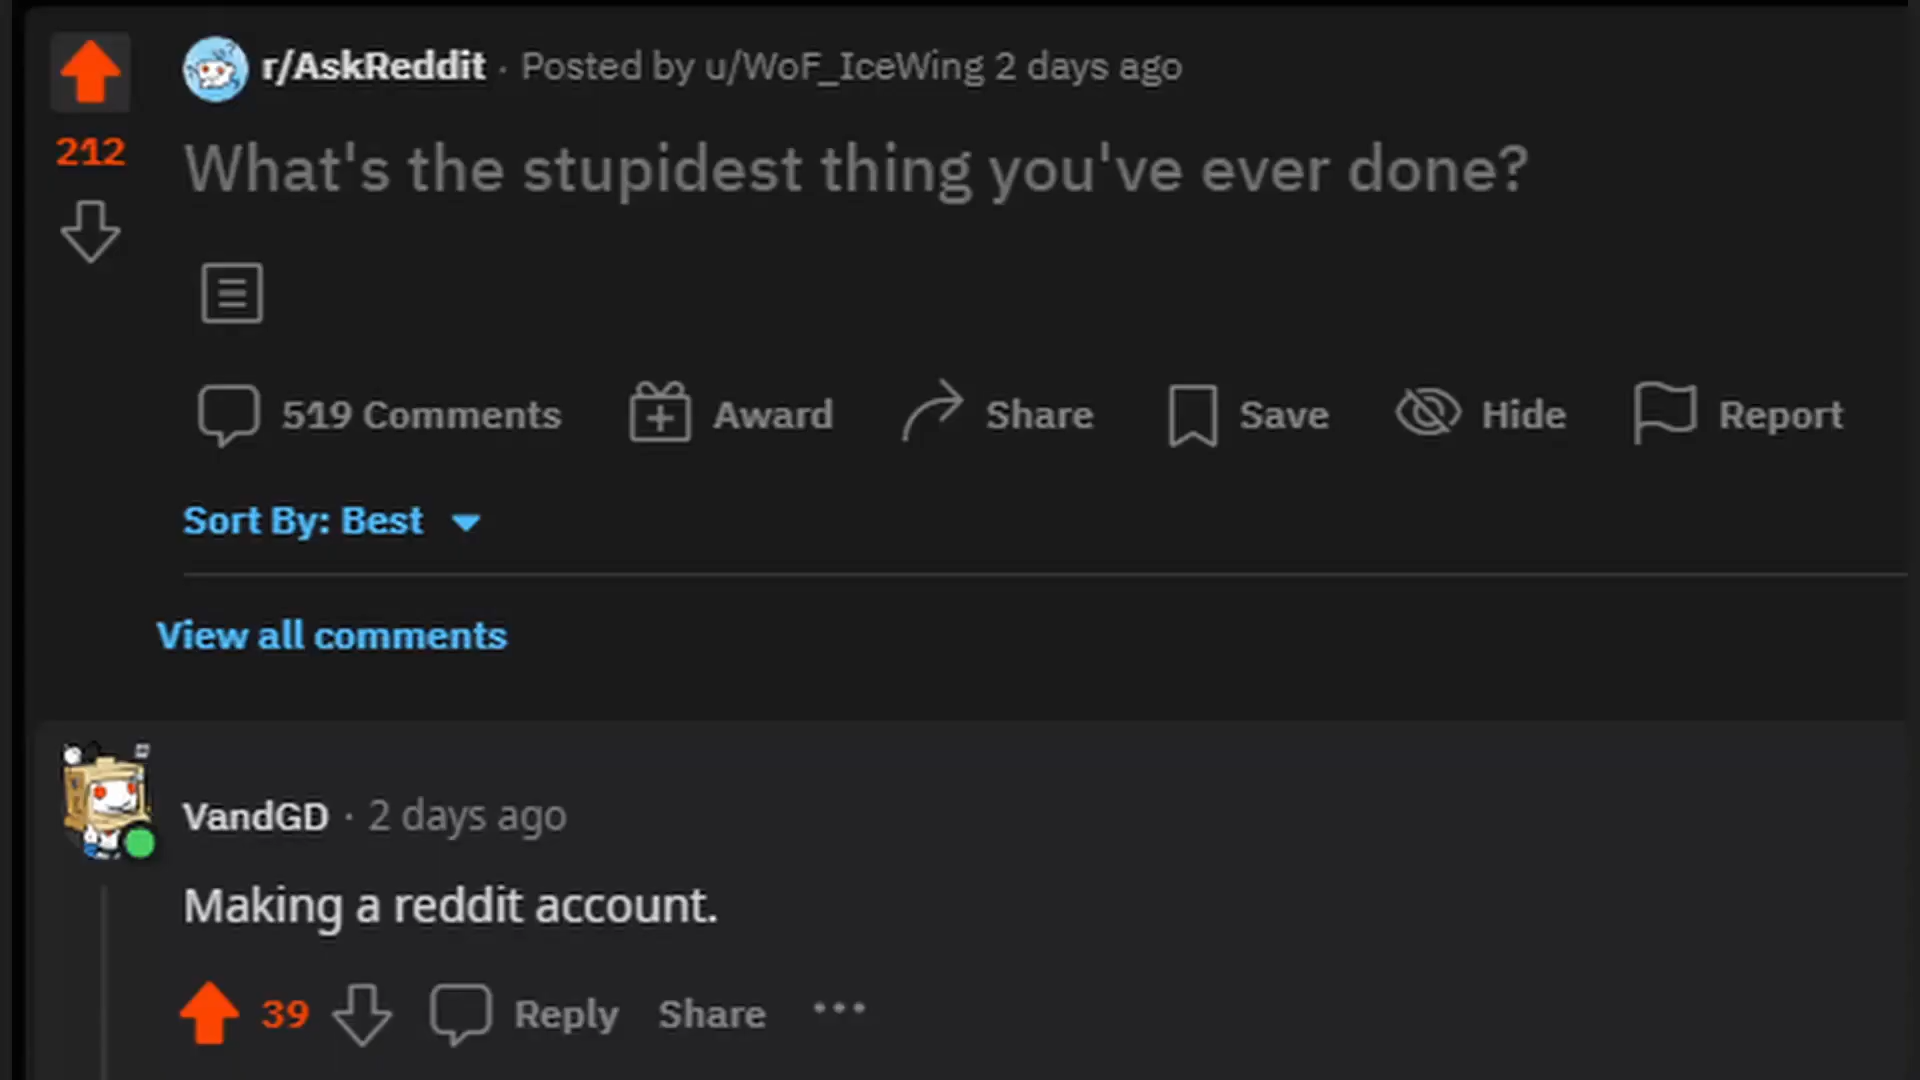 r/AskReddit · Posted by u/WoF_IceWing 2 days ago
212
What's the stupidest thing you've ever done?
519 Comments Award Share Save Hide Report
Sort By: Best
View all comments
VandGD · 2 days ago
Making a reddit account.
39 Reply Share ···